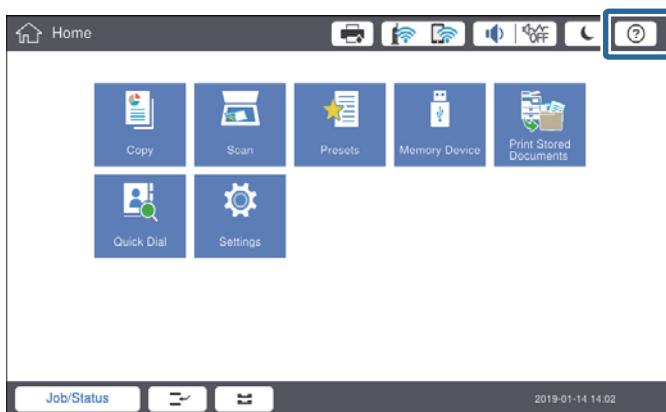 Home
OFF
?
Copy
Scan
Presets
Memory Device
Print Stored
Documents
Quick Dial
Settings
Job/Status
2019-01-14 14:02